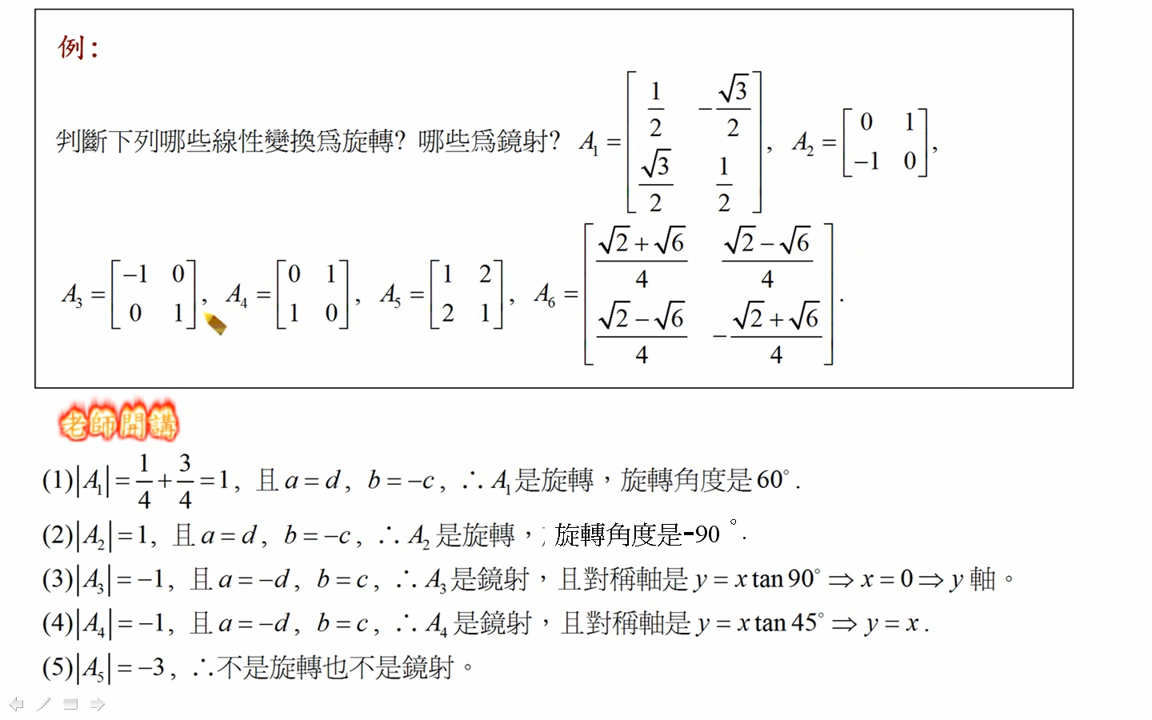 例：
判斷下列哪些線性變換為旋轉? 哪些為鏡射? A₁ = [1/2 -√3/2; √3/2 1/2], A₂ = [0 1; -1 0],
A₃ = [-1 0; 0 1], A₄ = [0 1; 1 0], A₅ = [1 2; 2 1], A₆ = [(√2+√6)/4 (√2-√6)/4; (√2-√6)/4 -(√2+√6)/4].
老師開講
(1)|A₁| = 1/4 + 3/4 = 1, 且 a = d, b = -c, ∴ A₁是旋轉，旋轉角度是60°.
(2)|A₂| = 1, 且 a = d, b = -c, ∴ A₂是旋轉，旋轉角度是-90°.
(3)|A₃| = -1, 且 a = -d, b = c, ∴ A₃是鏡射，且對稱軸是 y = x tan 90° ⇒ x = 0 ⇒ y 軸。
(4)|A₄| = -1, 且 a = -d, b = c, ∴ A₄是鏡射，且對稱軸是 y = x tan 45° ⇒ y = x.
(5)|A₅| = -3, ∴不是旋轉也不是鏡射。